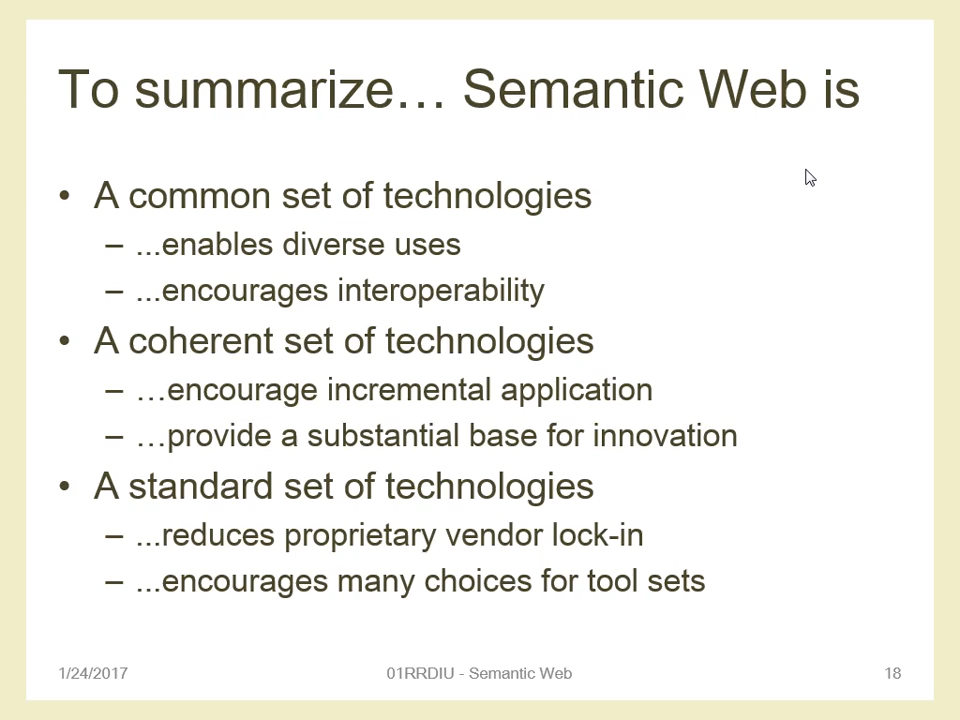 To summarize… Semantic Web is
• A common set of technologies
– ...enables diverse uses
– ...encourages interoperability
• A coherent set of technologies
– …encourage incremental application
– …provide a substantial base for innovation
• A standard set of technologies
– ...reduces proprietary vendor lock-in
– ...encourages many choices for tool sets
1/24/2017 01RRDIU - Semantic Web 18